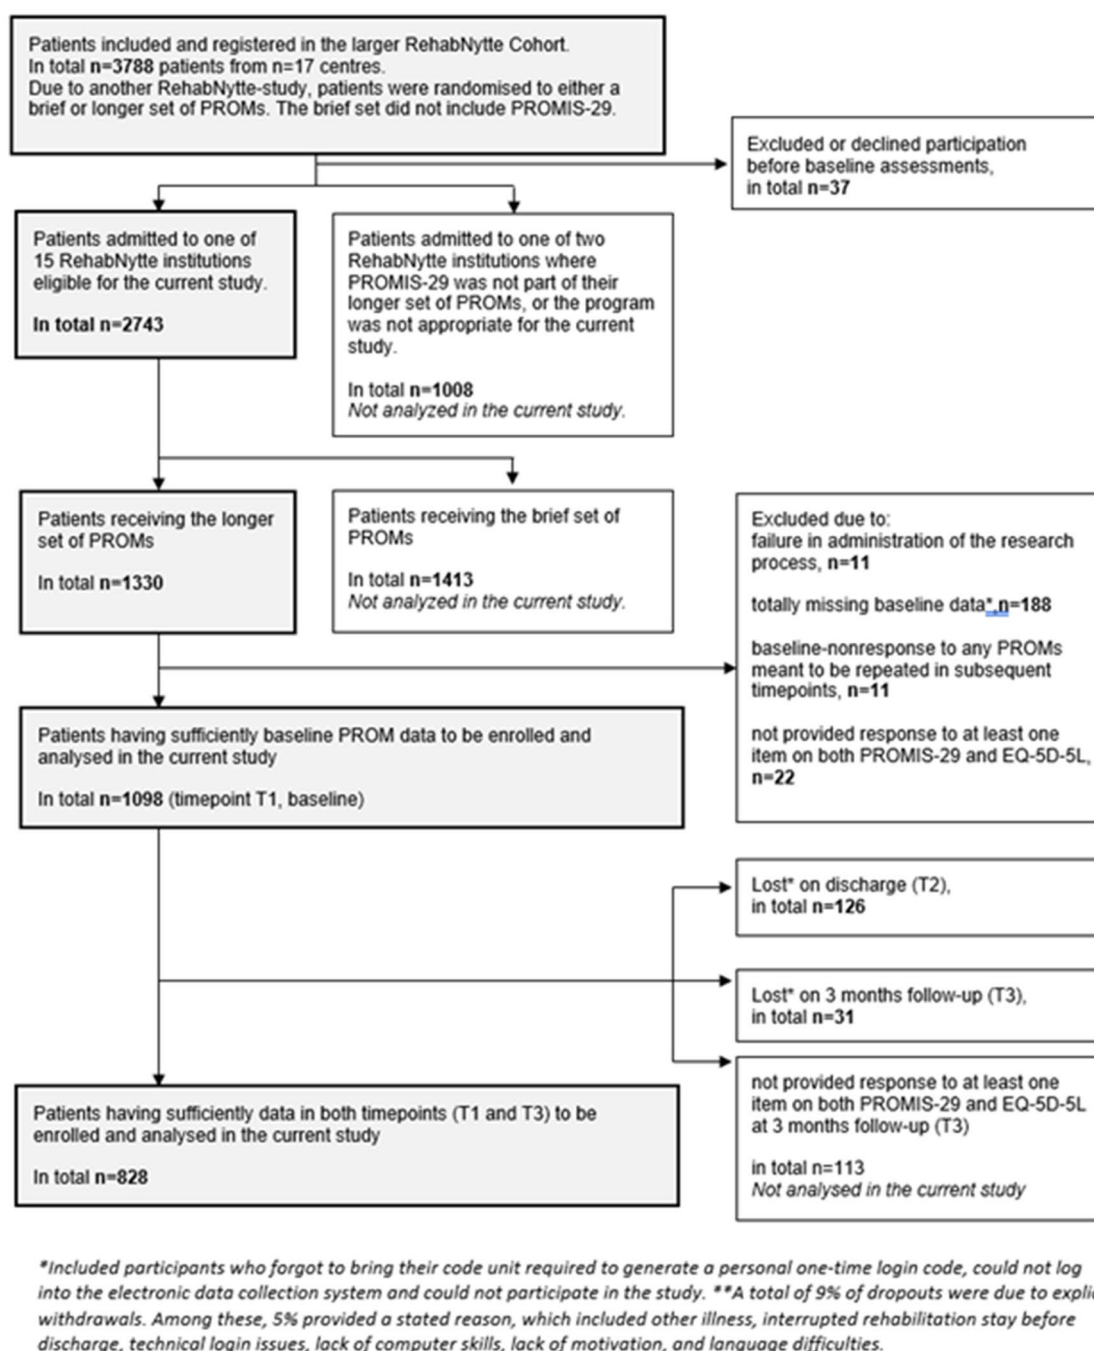 Patients included and registered in the larger RehabNytte Cohort.
In total n=3788 patients from n=17 centres.
Due to another RehabNytte-study, patients were randomised to either a
brief or longer set of PROMs. The brief set did not include PROMIS-29.
Excluded or declined participation
before baseline assessments,
in total n=37
Patients admitted to one of
15 RehabNytte institutions
eligible for the current study.
In total n=2743
Patients admitted to one of two
RehabNytte institutions where
PROMIS-29 was not part of their
longer set of PROMs, or the program
was not appropriate for the current
study.
In total n=1008
Not analyzed in the current study.
Patients receiving the longer
set of PROMs
In total n=1330
Patients receiving the brief set of
PROMs
In total n=1413
Not analyzed in the current study.
Excluded due to:
failure in administration of the research
process, n=11
totally missing baseline data*,n=188
baseline-nonresponse to any PROMs
meant to be repeated in subsequent
timepoints, n=11
not provided response to at least one
item on both PROMIS-29 and EQ-5D-5L,
n=22
Patients having sufficiently baseline PROM data to be enrolled and
analysed in the current study
In total n=1098 (timepoint T1, baseline)
Lost* on discharge (T2),
in total n=126
Lost* on 3 months follow-up (T3),
in total n=31
not provided response to at least one
item on both PROMIS-29 and EQ-5D-5L
at 3 months follow-up (T3)
in total n=113
Not analysed in the current study
Patients having sufficiently data in both timepoints (T1 and T3) to be
enrolled and analysed in the current study
In total n=828
*Included participants who forgot to bring their code unit required to generate a personal one-time login code, could not log
into the electronic data collection system and could not participate in the study. **A total of 9% of dropouts were due to explic
withdrawals. Among these, 5% provided a stated reason, which included other illness, interrupted rehabilitation stay before
discharge, technical login issues, lack of computer skills, lack of motivation, and language difficulties.